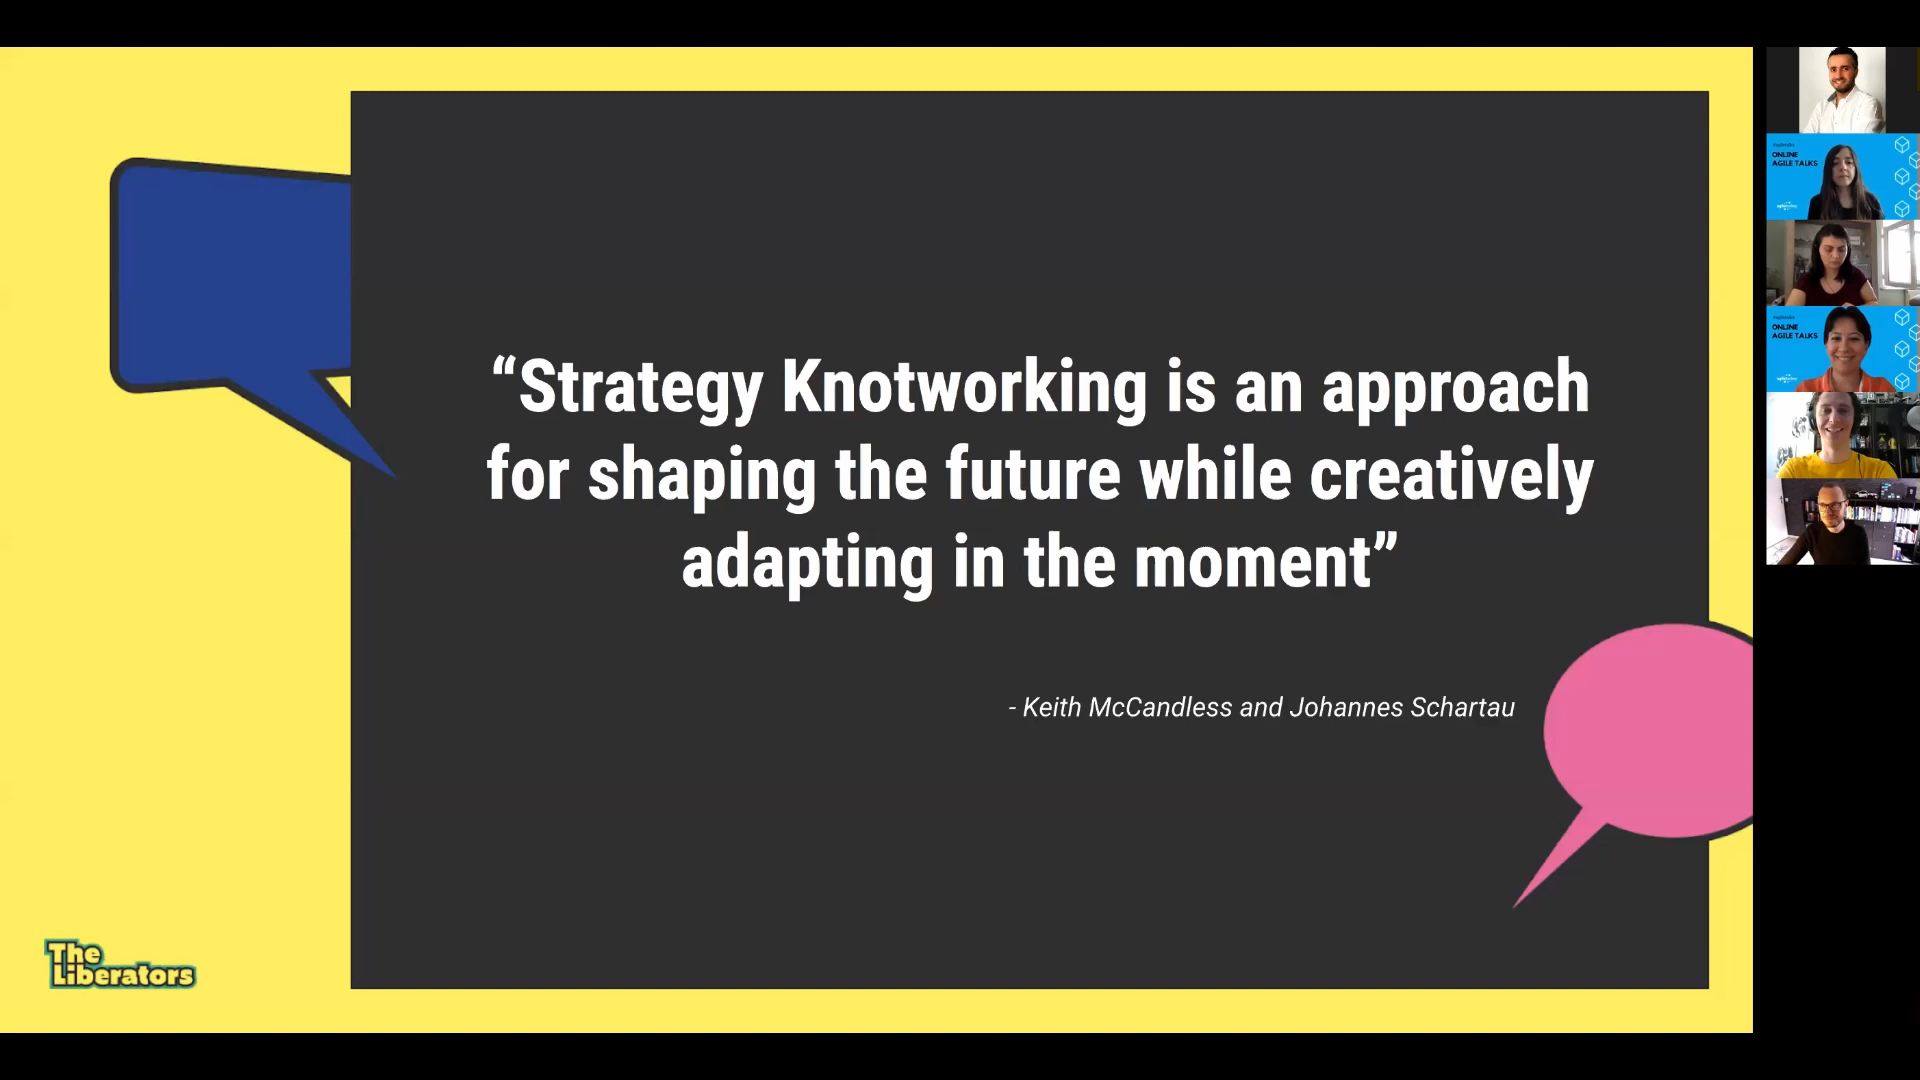 “Strategy Knotworking is an approach
for shaping the future while creatively
adapting in the moment”
- Keith McCandless and Johannes Schartau
The
Liberators
ONLINE
AGILE TALKS
ONLINE
AGILE TALKS